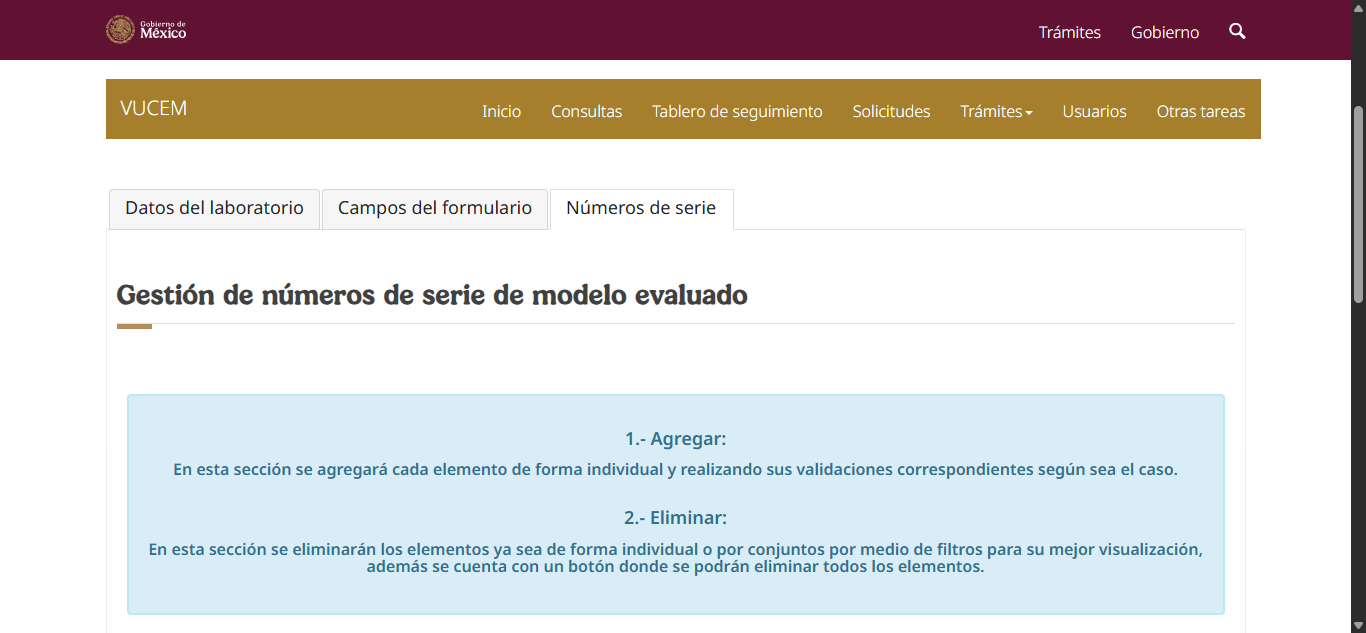 Gobierno de
México
Trámites
Gobierno
VUCEM
Inicio
Consultas
Tablero de seguimiento
Solicitudes
Trámites
Usuarios
Otras tareas
Datos del laboratorio
Campos del formulario
Números de serie
Gestión de números de serie de modelo evaluado
1.- Agregar:
En esta sección se agregará cada elemento de forma individual y realizando sus validaciones correspondientes según sea el caso.
2.- Eliminar:
En esta sección se eliminarán los elementos ya sea de forma individual o por conjuntos por medio de filtros para su mejor visualización,
además se cuenta con un botón donde se podrán eliminar todos los elementos.